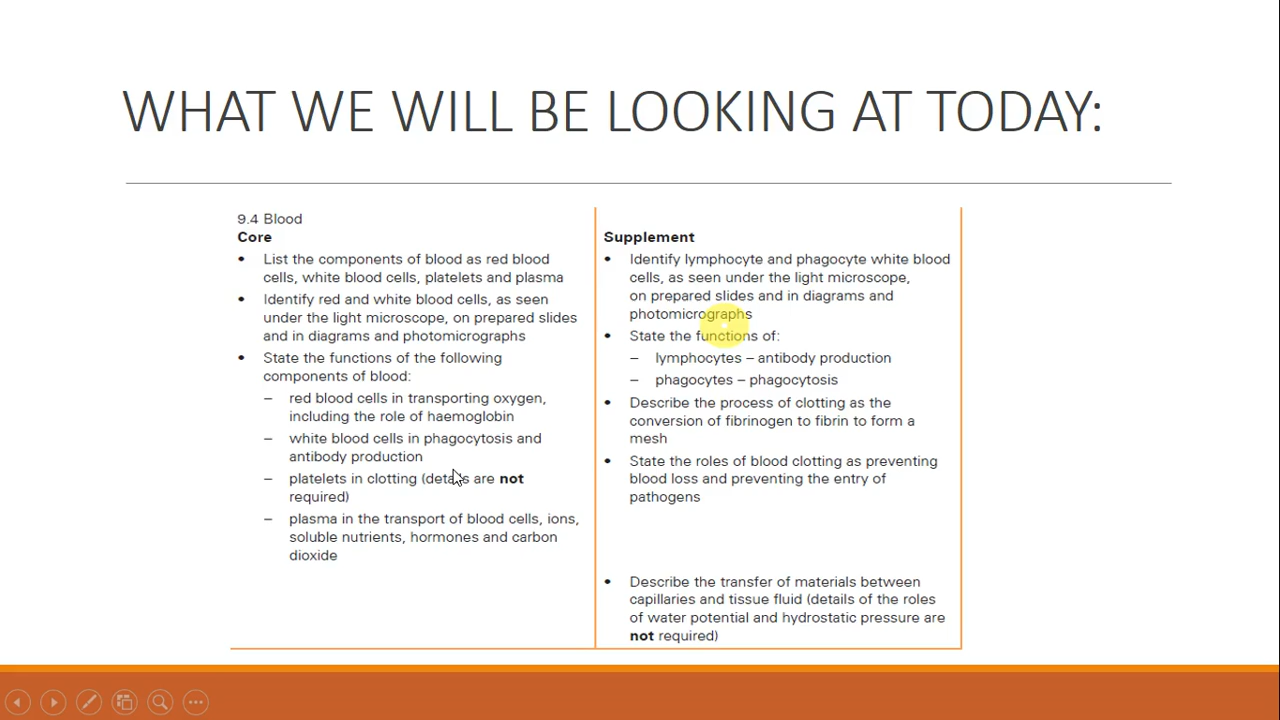 WHAT WE WILL BE LOOKING AT TODAY:
9.4 Blood
Core
• List the components of blood as red blood
cells, white blood cells, platelets and plasma
• Identify red and white blood cells, as seen
under the light microscope, on prepared slides
and in diagrams and photomicrographs
• State the functions of the following
components of blood:
– red blood cells in transporting oxygen,
including the role of haemoglobin
– white blood cells in phagocytosis and
antibody production
– platelets in clotting (details are not
required)
– plasma in the transport of blood cells, ions,
soluble nutrients, hormones and carbon
dioxide
Supplement
• Identify lymphocyte and phagocyte white blood
cells, as seen under the light microscope,
on prepared slides and in diagrams and
photomicrographs
• State the functions of:
– lymphocytes – antibody production
– phagocytes – phagocytosis
• Describe the process of clotting as the
conversion of fibrinogen to fibrin to form a
mesh
• State the roles of blood clotting as preventing
blood loss and preventing the entry of
pathogens
• Describe the transfer of materials between
capillaries and tissue fluid (details of the roles
of water potential and hydrostatic pressure are
not required)